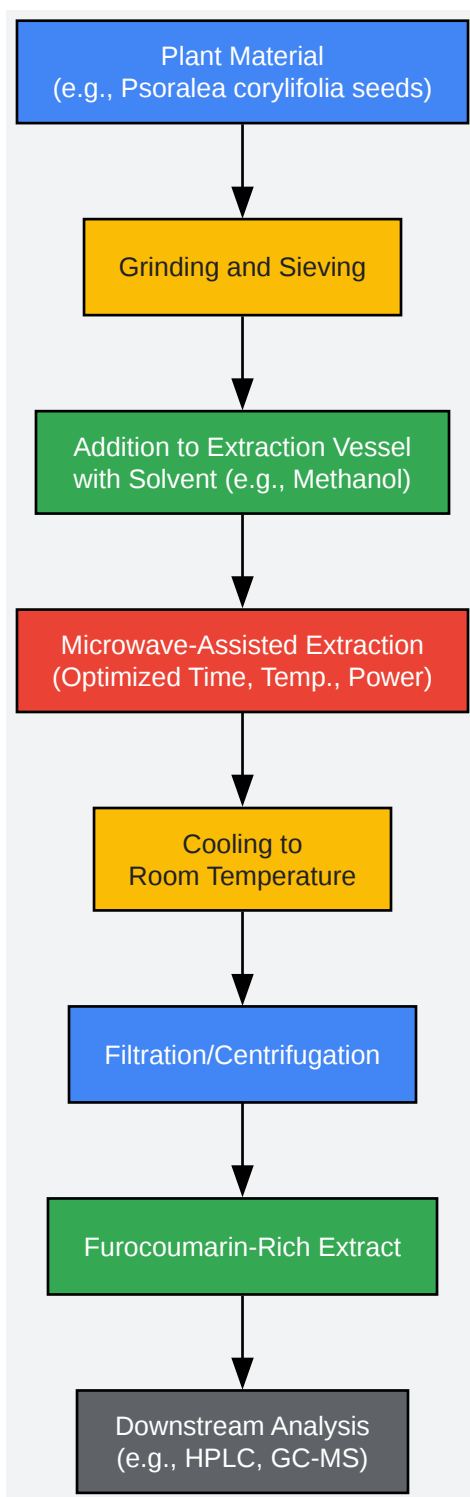 Plant Material
(e.g., Psoralea corylifolia seeds)
Grinding and Sieving
Addition to Extraction Vessel
with Solvent (e.g., Methanol)
Microwave-Assisted Extraction
(Optimized Time, Temp., Power)
Cooling to
Room Temperature
Filtration/Centrifugation
Furocoumarin-Rich Extract
Downstream Analysis
(e.g., HPLC, GC-MS)